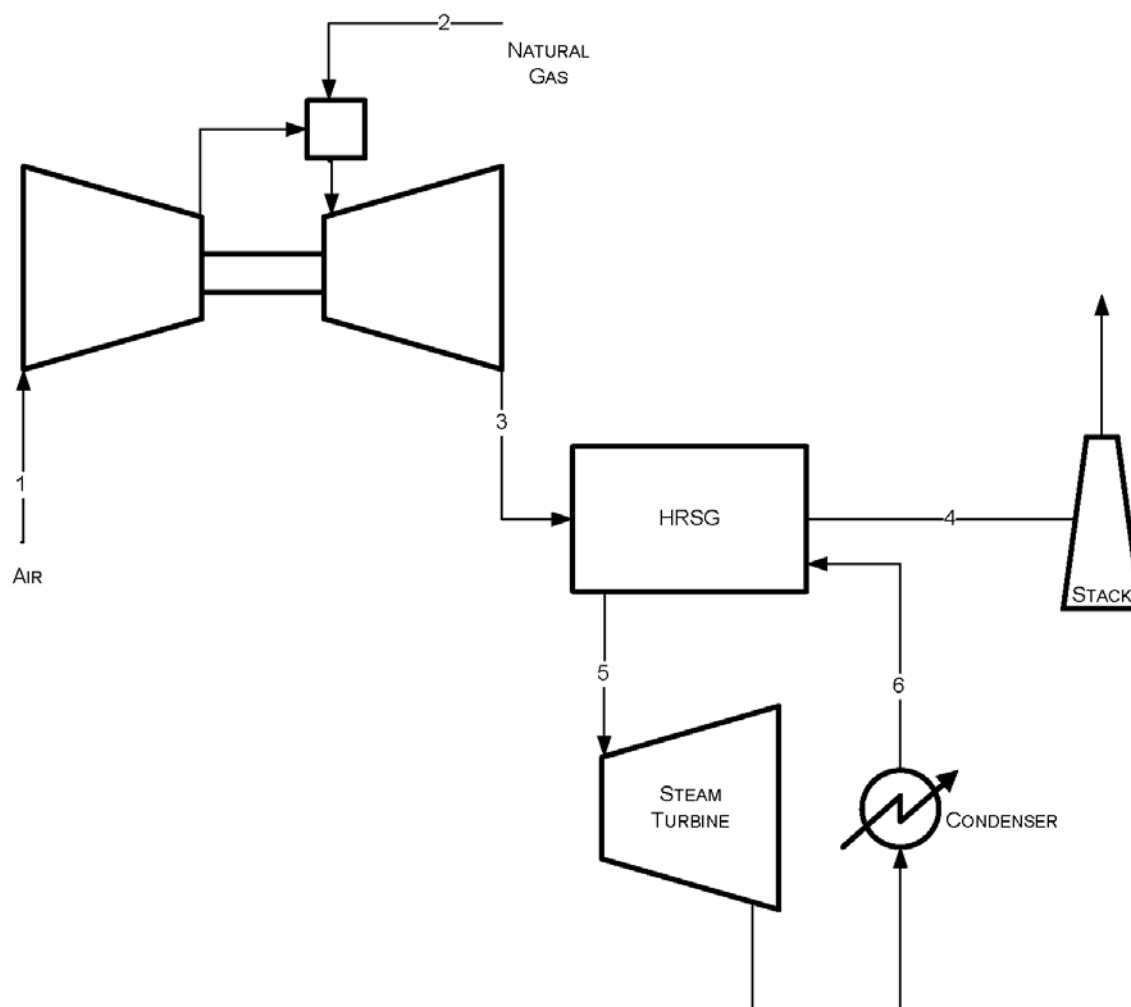 2
NATURAL
GAS
3
1
AIR
HRSG
4
STACK
5
6
STEAM
TURBINE
CONDENSER